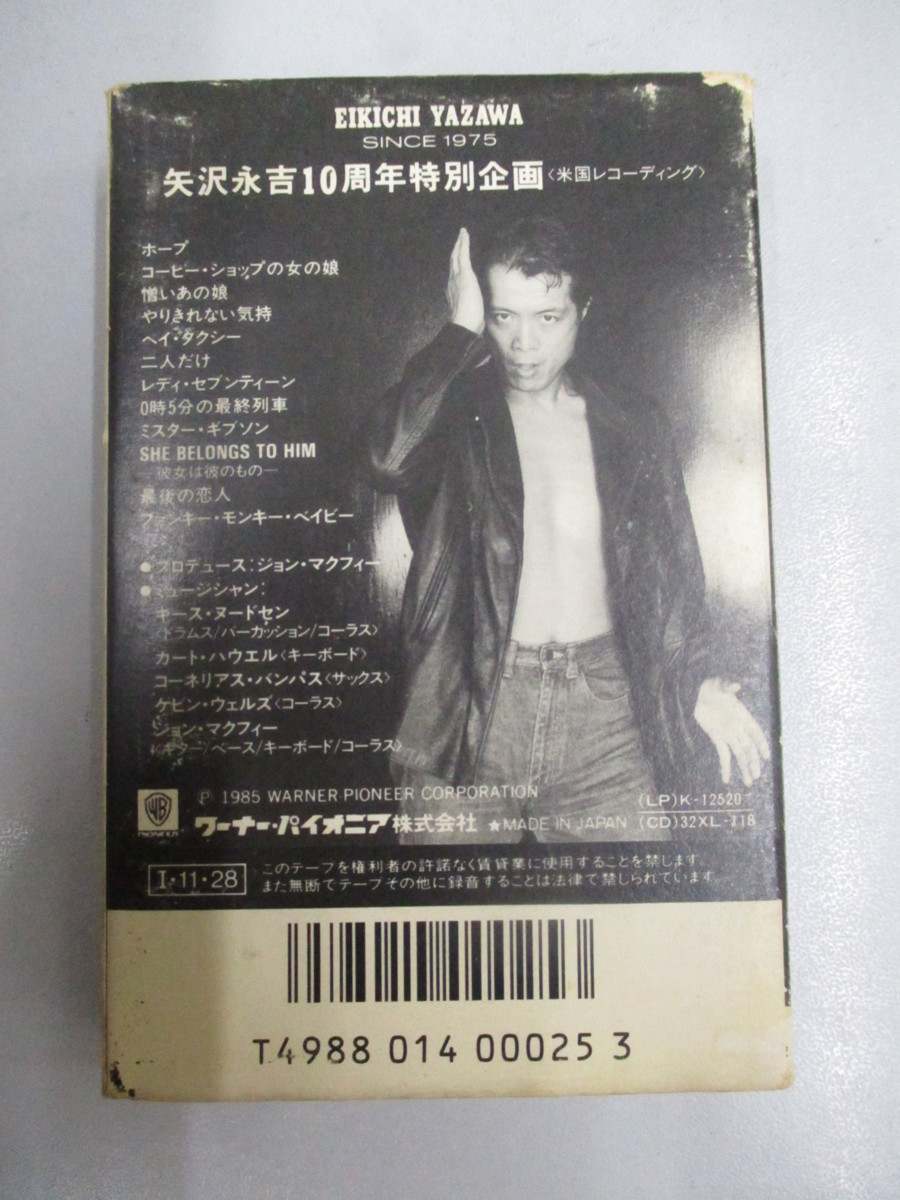 EIKICHI YAZAWA
SINCE 1975
矢沢永吉10周年特別企画〈米国レコーディング〉
ホープ
コーヒー・ショップの女の娘
憎いあの娘
やりきれない気持
ヘイ・タクシー
二人だけ
レディ・セブンティーン
0時5分の最終列車
ミスター・ギブソン
SHE BELONGS TO HIM
—彼女は彼のもの—
最後の恋人
ファンキー・モンキー・ベイビー
●プロデュース:ジョン・マクフィー
●ミュージシャン:
キース・ヌードセン
〈ドラムス/パーカッション/コーラス〉
カート・ハウエル〈キーボード〉
コーネリアス・バンパス〈サックス〉
ケビン・ウェルズ〈コーラス〉
ジョン・マクフィー
〈ギター/ベース/キーボード/コーラス〉
WB
PIONEER
Ⓟ 1985 WARNER-PIONEER CORPORATION
(LP)K-12520
ワーナー・パイオニア株式会社 ★MADE IN JAPAN (CD)32XL-118
I・11・28
このテープを権利者の許諾なく賃貸業に使用することを禁じます。
また無断でテープその他に録音することは法律で禁じられています。
T4988 014 00025 3